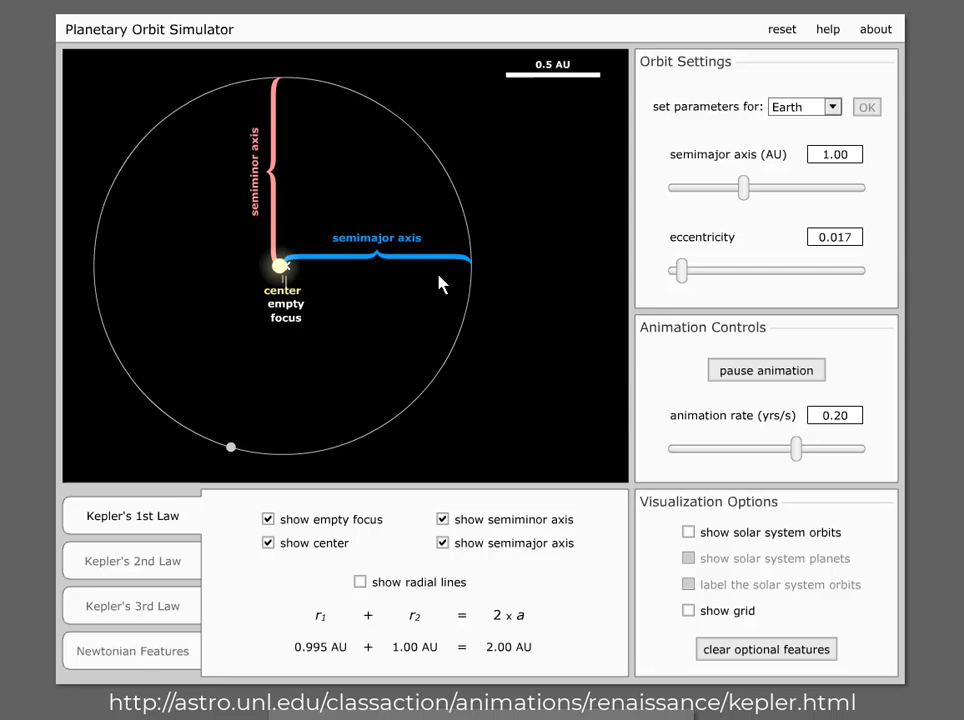 Planetary Orbit Simulator
reset help about
0.5 AU
semiminor axis
semimajor axis
center
empty
focus
Orbit Settings
set parameters for: Earth OK
semimajor axis (AU) 1.00
eccentricity 0.017
Animation Controls
pause animation
animation rate (yrs/s) 0.20
Kepler's 1st Law
Kepler's 2nd Law
Kepler's 3rd Law
Newtonian Features
show empty focus show semiminor axis
show center show semimajor axis
show radial lines
r₁ + r₂ = 2 x a
0.995 AU + 1.00 AU = 2.00 AU
Visualization Options
show solar system orbits
show solar system planets
label the solar system orbits
show grid
clear optional features
http://astro.unl.edu/classaction/animations/renaissance/kepler.html